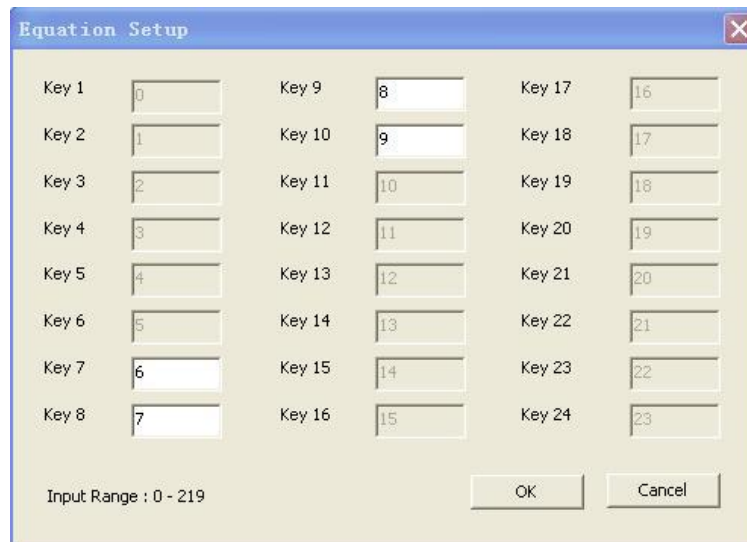 Equation Setup
Key 1 0 Key 9 8 Key 17 16
Key 2 1 Key 10 9 Key 18 17
Key 3 2 Key 11 10 Key 19 18
Key 4 3 Key 12 11 Key 20 19
Key 5 4 Key 13 12 Key 21 20
Key 6 5 Key 14 13 Key 22 21
Key 7 6 Key 15 14 Key 23 22
Key 8 7 Key 16 15 Key 24 23
Input Range : 0 - 219 OK Cancel